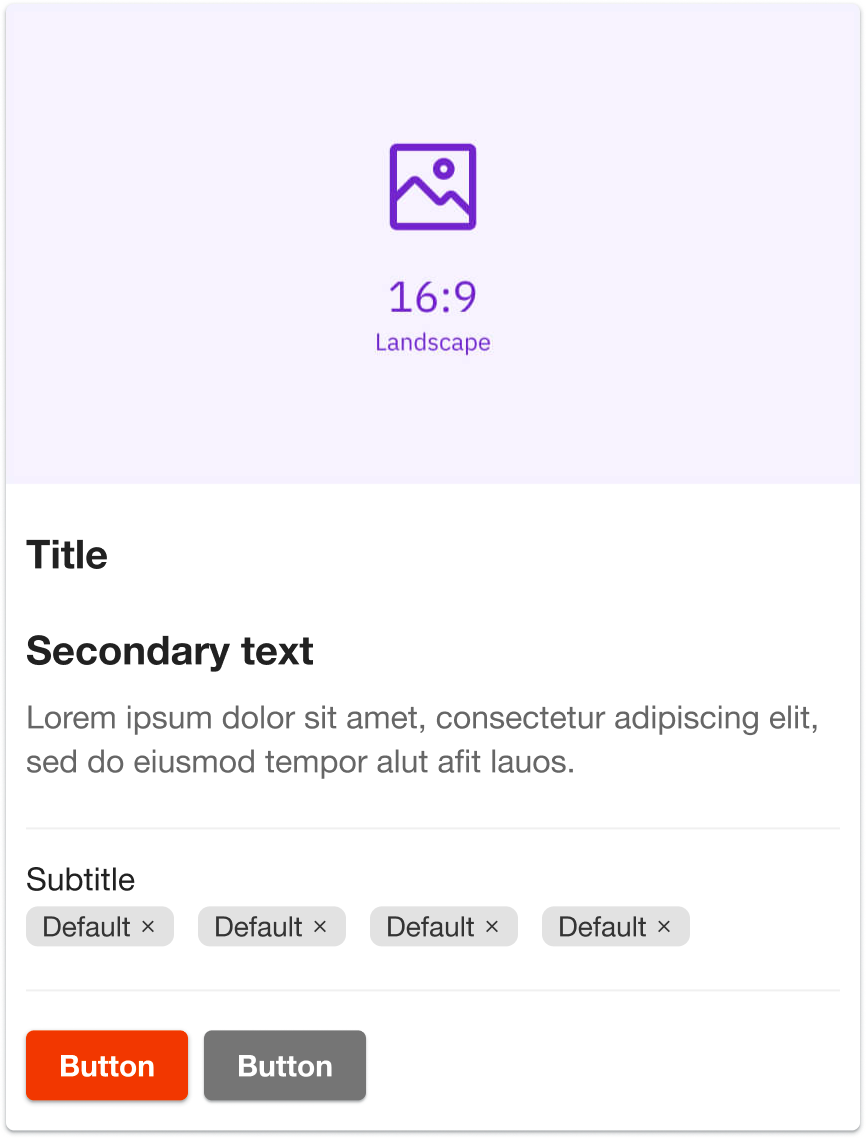 16:9
Landscape
Title
Secondary text
Lorem ipsum dolor sit amet, consectetur adipiscing elit,
sed do eiusmod tempor alut afit lauos.
Subtitle
Default × Default × Default × Default ×
Button Button